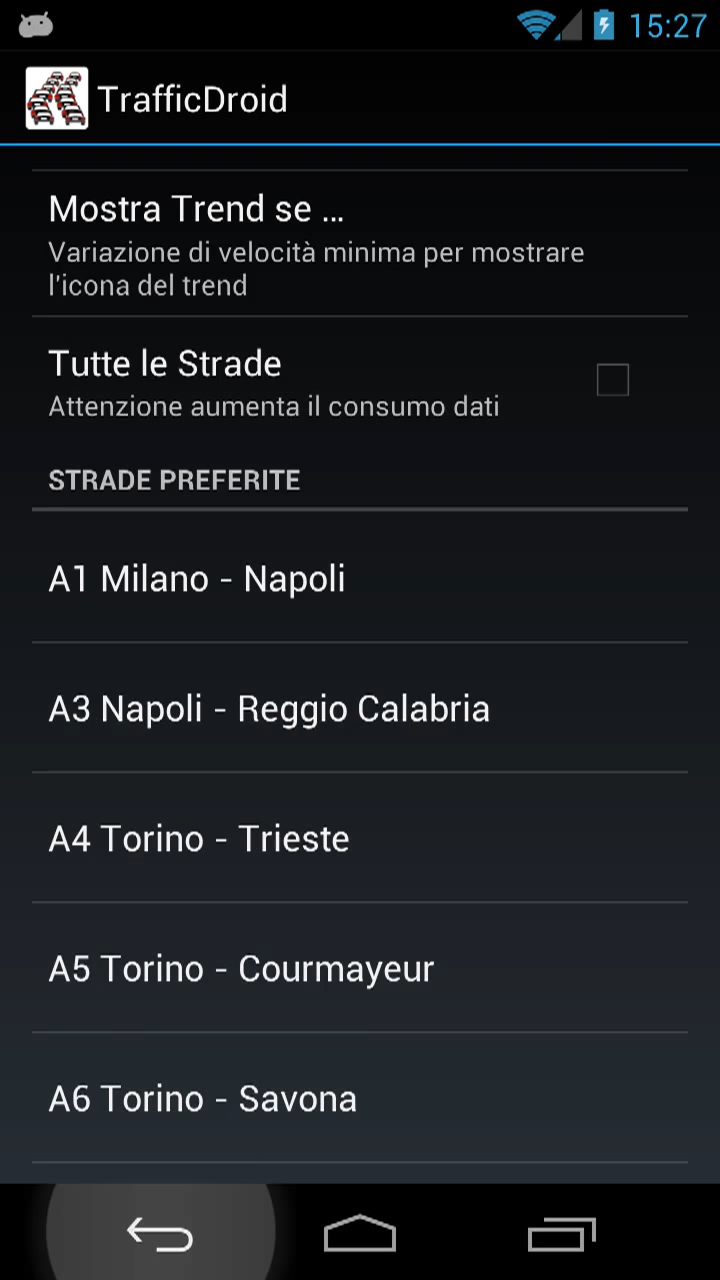 15:27
TrafficDroid
Mostra Trend se ...
Variazione di velocità minima per mostrare
l'icona del trend
Tutte le Strade
Attenzione aumenta il consumo dati
STRADE PREFERITE
A1 Milano - Napoli
A3 Napoli - Reggio Calabria
A4 Torino - Trieste
A5 Torino - Courmayeur
A6 Torino - Savona